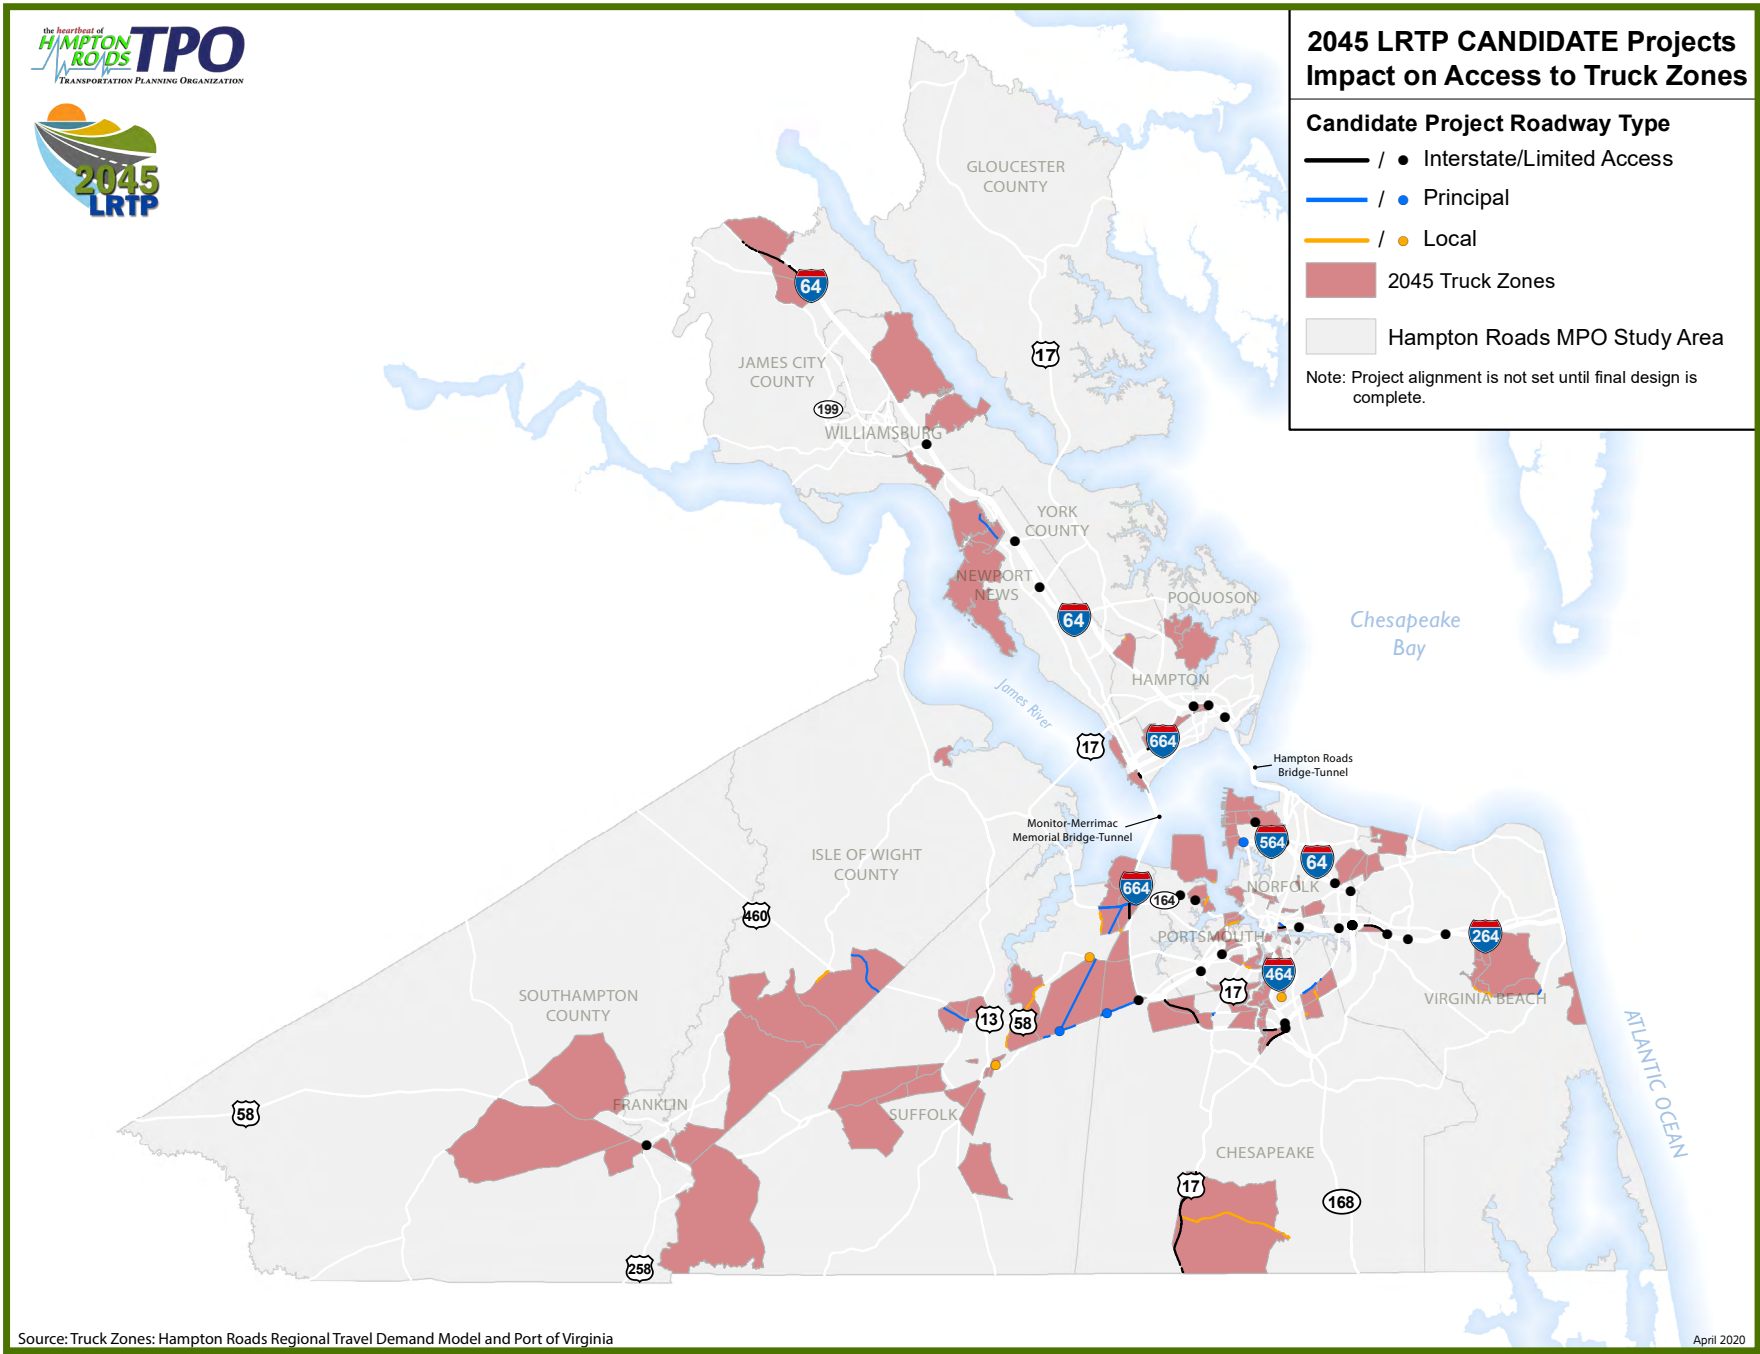 the heartbeat of
HAMPTON
ROADS
TPO
TRANSPORTATION PLANNING ORGANIZATION
2045
LRTP
2045 LRTP CANDIDATE Projects
Impact on Access to Truck Zones
Candidate Project Roadway Type
/ Interstate/Limited Access
/ Principal
/ Local
2045 Truck Zones
Hampton Roads MPO Study Area
Note: Project alignment is not set until final design is
complete.
GLOUCESTER
COUNTY
64
17
JAMES CITY
COUNTY
199
WILLIAMSBURG
YORK
COUNTY
NEWPORT
NEWS
POQUOSON
64
Chesapeake
Bay
HAMPTON
James River
17
664
Hampton Roads
Bridge-Tunnel
Monitor-Merrimac
Memorial Bridge-Tunnel
564
64
ISLE OF WIGHT
COUNTY
664
164
NORFOLK
460
PORTSMOUTH
264
464
SOUTHAMPTON
COUNTY
17
VIRGINIA BEACH
13
58
ATLANTIC OCEAN
58
FRANKLIN
SUFFOLK
CHESAPEAKE
17
168
258
Source: Truck Zones: Hampton Roads Regional Travel Demand Model and Port of Virginia
April 2020